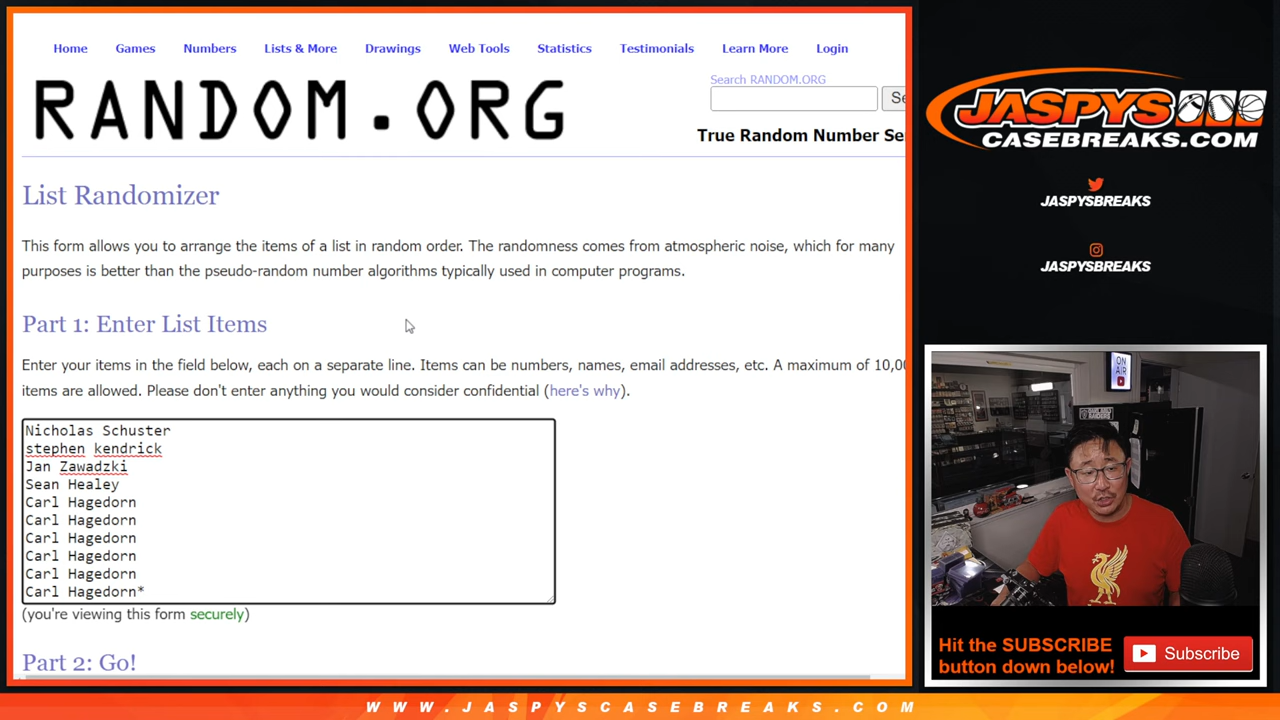 Home Games Numbers Lists & More Drawings Web Tools Statistics Testimonials Learn More Login
RANDOM.ORG
Search RANDOM.ORG
Se
True Random Number Se
List Randomizer
This form allows you to arrange the items of a list in random order. The randomness comes from atmospheric noise, which for many
purposes is better than the pseudo-random number algorithms typically used in computer programs.
Part 1: Enter List Items
Enter your items in the field below, each on a separate line. Items can be numbers, names, email addresses, etc. A maximum of 10,00
items are allowed. Please don't enter anything you would consider confidential (here's why).
Nicholas Schuster
stephen kendrick
Jan Zawadzki
Sean Healey
Carl Hagedorn
Carl Hagedorn
Carl Hagedorn
Carl Hagedorn
Carl Hagedorn
Carl Hagedorn*
(you're viewing this form securely)
Part 2: Go!
JASPYS
CASEBREAKS.COM
JASPYSBREAKS
JASPYSBREAKS
ON
AIR
Hit the SUBSCRIBE
button down below!
Subscribe
WWW.JASPYSCASEBREAKS.COM